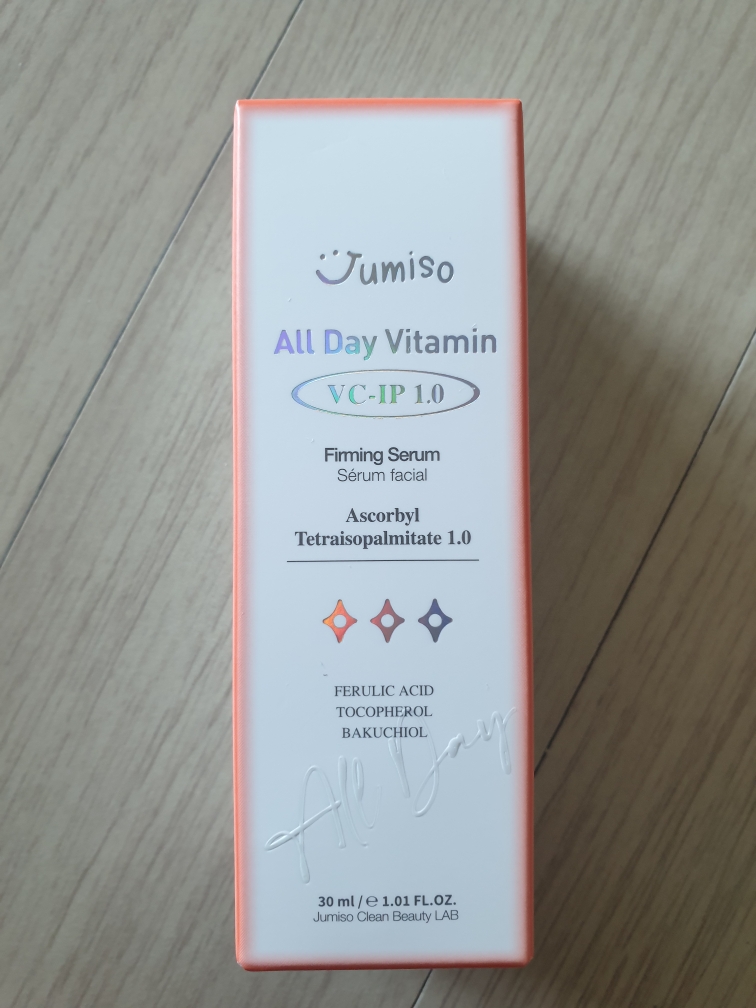 Jumiso
All Day Vitamin
VC-IP 1.0
Firming Serum
Sérum facial
Ascorbyl
Tetraisopalmitate 1.0
FERULIC ACID
TOCOPHEROL
BAKUCHIOL
All Day
30 ml / ℮ 1.01 FL.OZ.
Jumiso Clean Beauty LAB